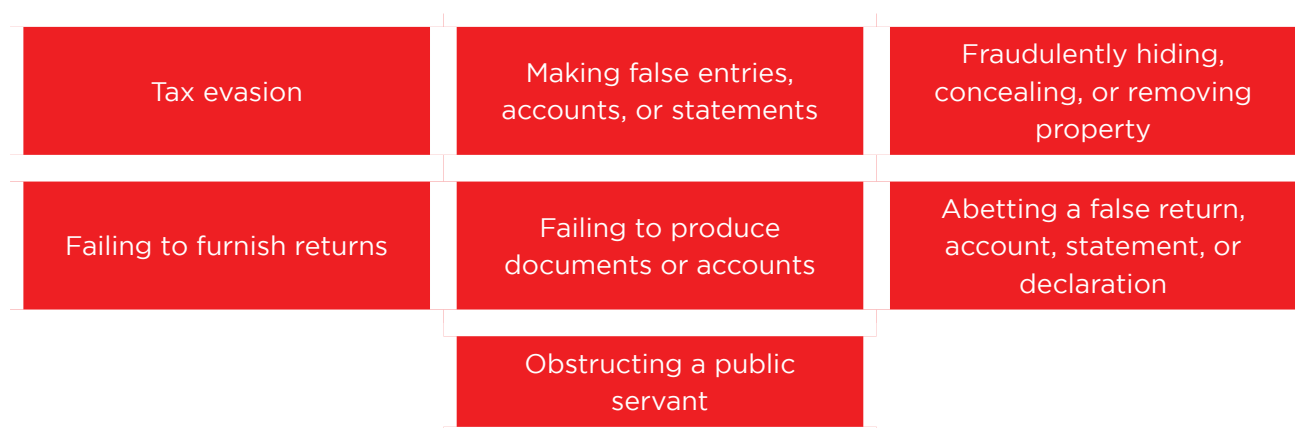 Tax evasion
Making false entries,
accounts, or statements
Fraudulently hiding,
concealing, or removing
property
Failing to furnish returns
Failing to produce
documents or accounts
Abetting a false return,
account, statement, or
declaration
Obstructing a public
servant